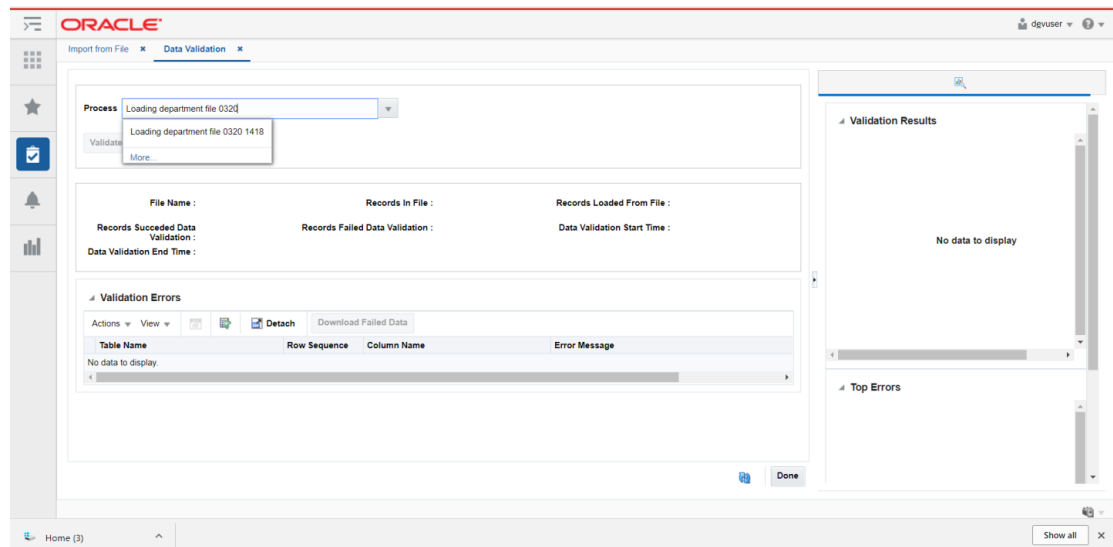 ORACLE®
dgvuser
Import from File
Data Validation
Process Loading department file 0320
Loading department file 0320 1418
More...
Validate
File Name :
Records In File :
Records Loaded From File :
Records Succeded Data
Validation :
Records Failed Data Validation :
Data Validation Start Time :
Data Validation End Time :
Validation Errors
Actions View Detach Download Failed Data
Table Name Row Sequence Column Name Error Message
No data to display.
Done
Validation Results
No data to display
Top Errors
Home (3)
Show all